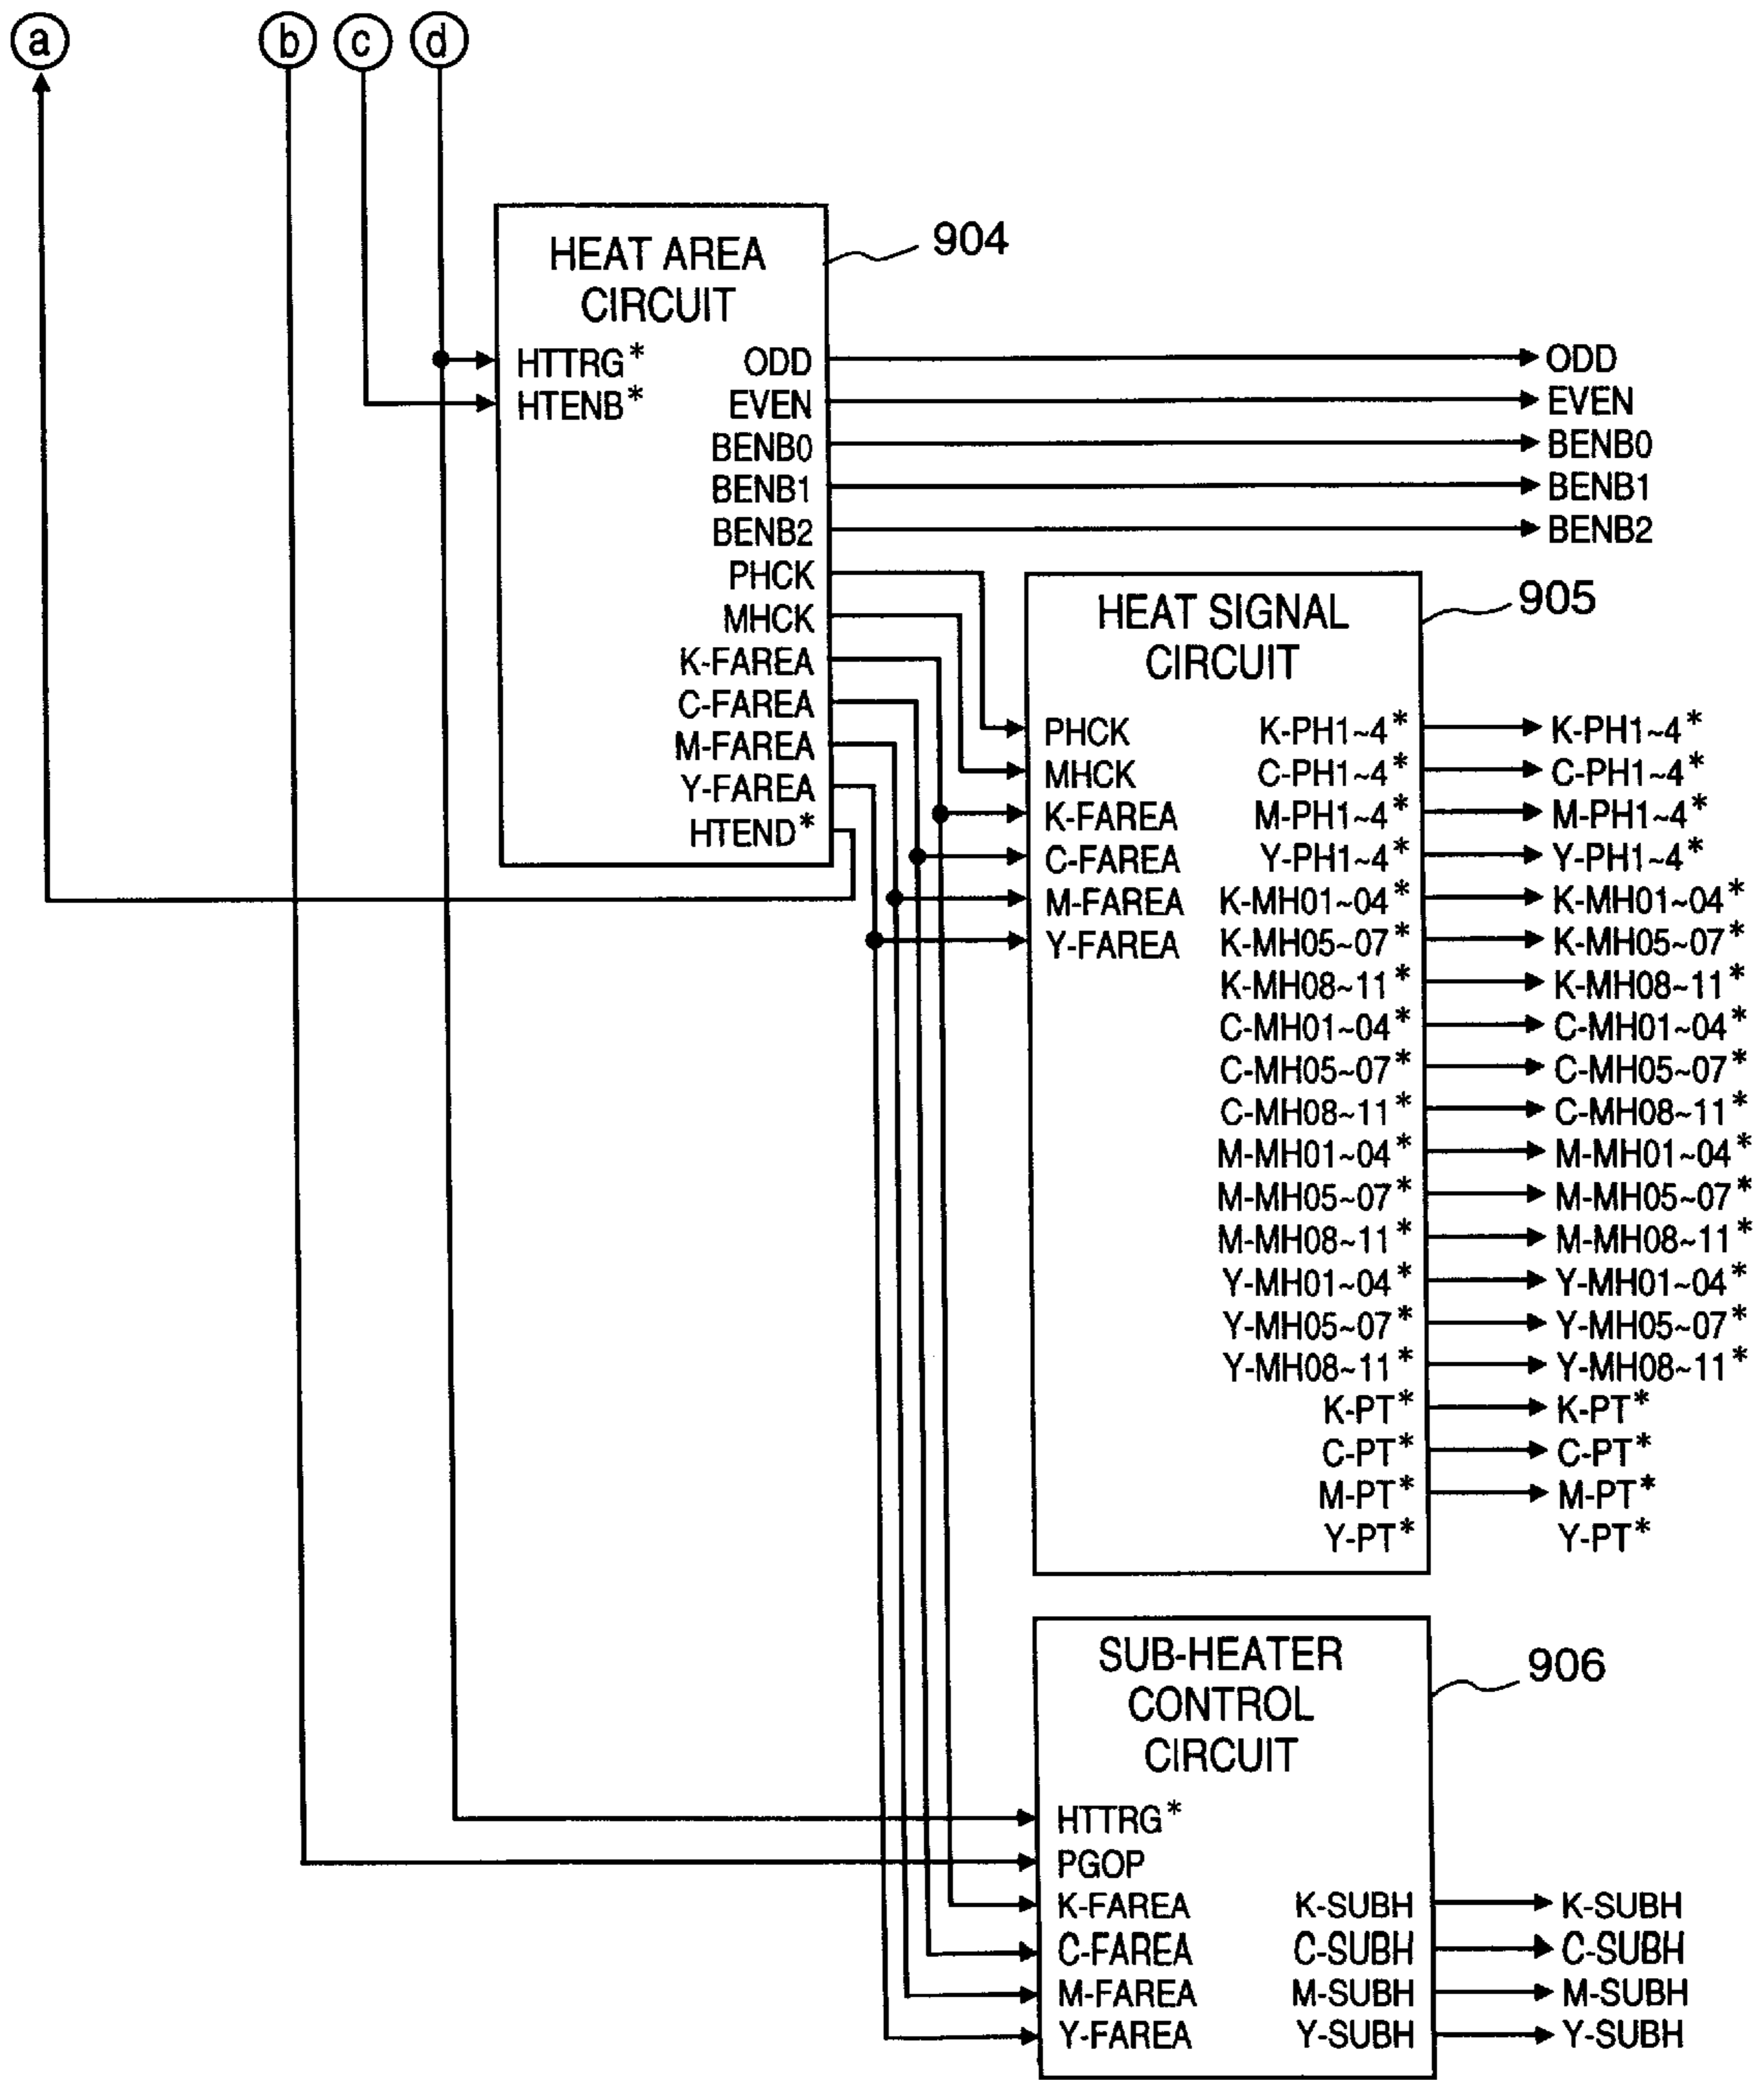 a b c d
HEAT AREA
CIRCUIT
904
HTTRG* ODD ODD
HTENB* EVEN EVEN
BENB0 BENB0
BENB1 BENB1
BENB2 BENB2
PHCK
MHCK
K-FAREA
C-FAREA
M-FAREA
Y-FAREA
HTEND*
HEAT SIGNAL
CIRCUIT
905
PHCK K-PH1~4* K-PH1~4*
MHCK C-PH1~4* C-PH1~4*
K-FAREA M-PH1~4* M-PH1~4*
C-FAREA Y-PH1~4* Y-PH1~4*
M-FAREA K-MH01~04* K-MH01~04*
Y-FAREA K-MH05~07* K-MH05~07*
K-MH08~11* K-MH08~11*
C-MH01~04* C-MH01~04*
C-MH05~07* C-MH05~07*
C-MH08~11* C-MH08~11*
M-MH01~04* M-MH01~04*
M-MH05~07* M-MH05~07*
M-MH08~11* M-MH08~11*
Y-MH01~04* Y-MH01~04*
Y-MH05~07* Y-MH05~07*
Y-MH08~11* Y-MH08~11*
K-PT* K-PT*
C-PT* C-PT*
M-PT* M-PT*
Y-PT* Y-PT*
SUB-HEATER
CONTROL
CIRCUIT
906
HTTRG*
PGOP
K-FAREA K-SUBH K-SUBH
C-FAREA C-SUBH C-SUBH
M-FAREA M-SUBH M-SUBH
Y-FAREA Y-SUBH Y-SUBH